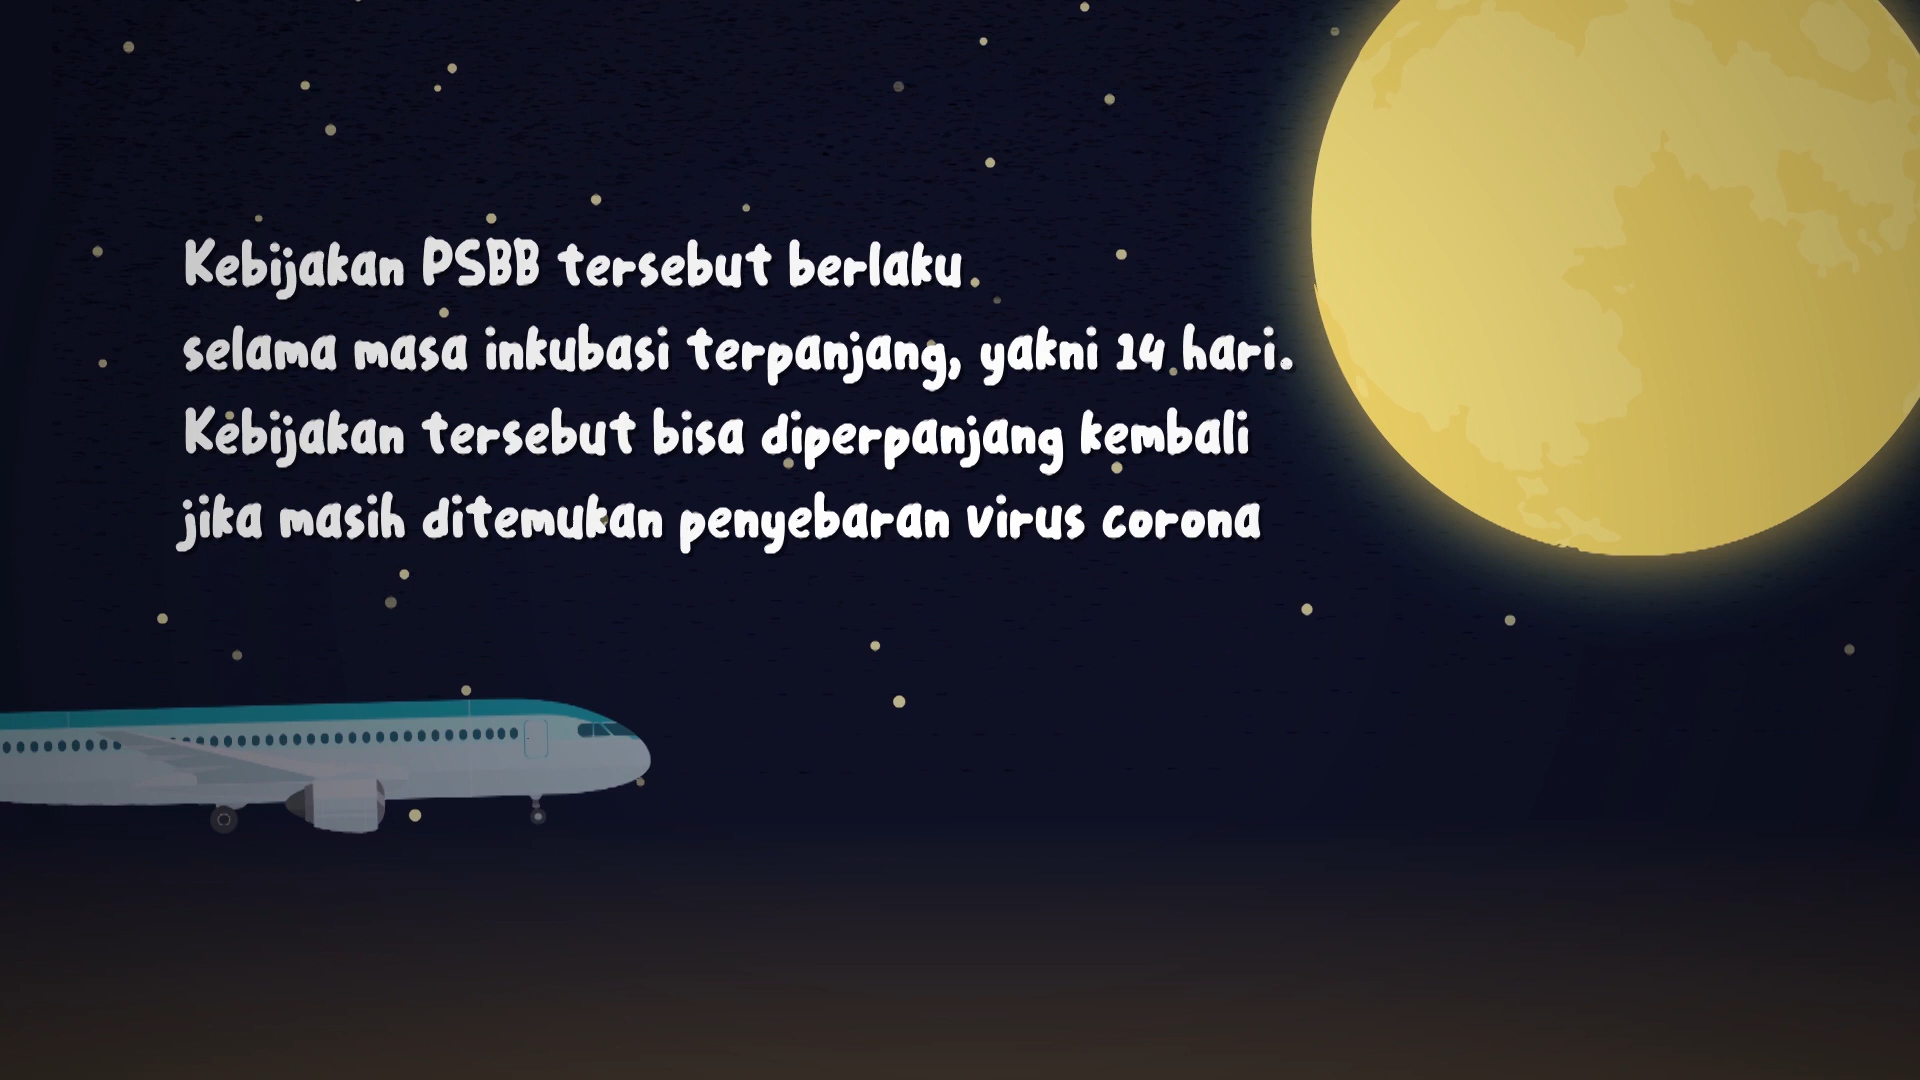 Kebijakan PSBB tersebut berlaku
selama masa inkubasi terpanjang, yakni 14 hari.
Kebijakan tersebut bisa diperpanjang kembali
jika masih ditemukan penyebaran virus corona